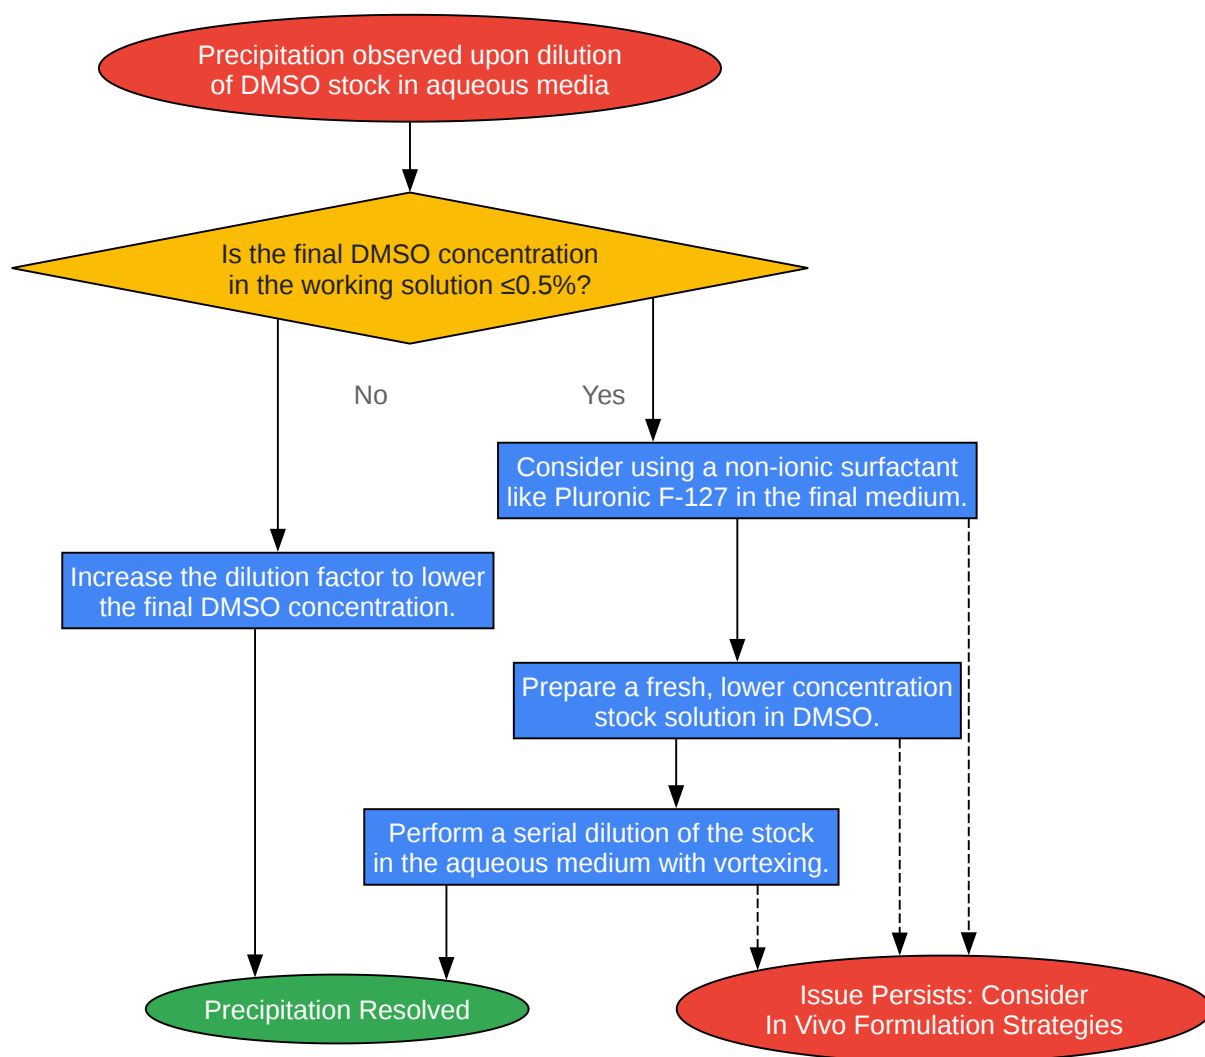 Precipitation observed upon dilution
of DMSO stock in aqueous media
Is the final DMSO concentration
in the working solution ≤0.5%?
No
Yes
Consider using a non-ionic surfactant
like Pluronic F-127 in the final medium.
Increase the dilution factor to lower
the final DMSO concentration.
Prepare a fresh, lower concentration
stock solution in DMSO.
Perform a serial dilution of the stock
in the aqueous medium with vortexing.
Precipitation Resolved
Issue Persists: Consider
In Vivo Formulation Strategies